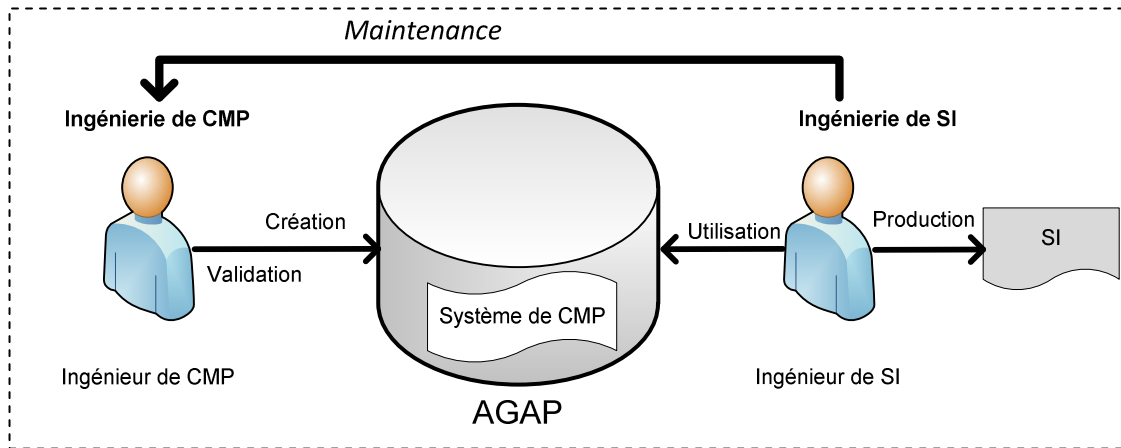 Maintenance
Ingénierie de CMP
Ingénierie de SI
Création
Validation
Utilisation
Production
SI
Système de CMP
Ingénieur de CMP
Ingénieur de SI
AGAP